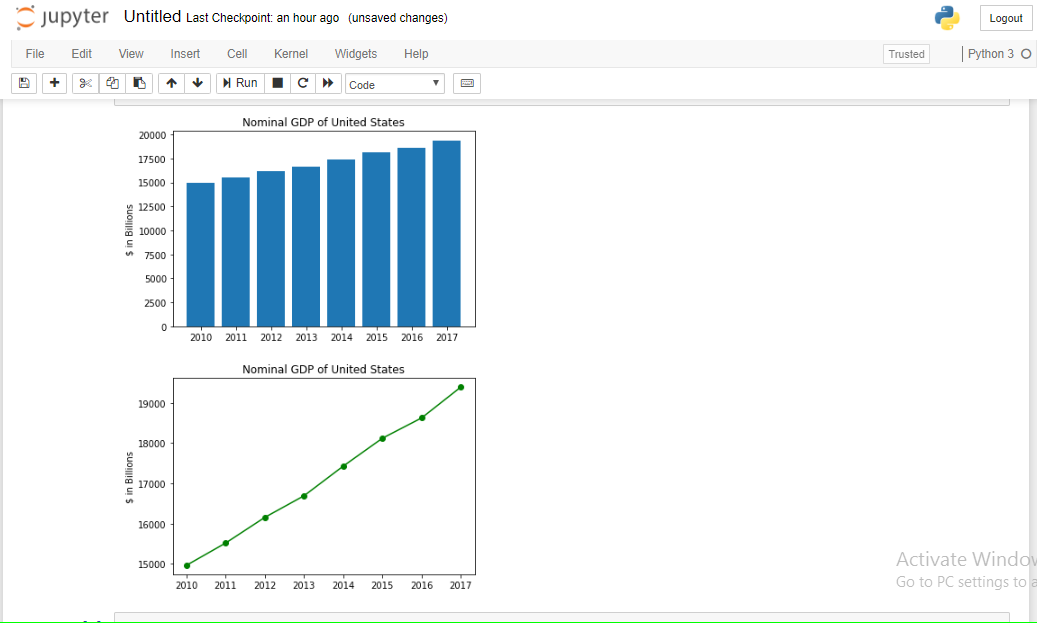 jupyter Untitled Last Checkpoint: an hour ago (unsaved changes) Logout
File Edit View Insert Cell Kernel Widgets Help Trusted Python 3
Run Code
Nominal GDP of United States
20000
17500
15000
12500
10000
7500
5000
2500
0
$ in Billions
2010 2011 2012 2013 2014 2015 2016 2017
Nominal GDP of United States
19000
18000
17000
16000
15000
$ in Billions
2010 2011 2012 2013 2014 2015 2016 2017
Activate Window
Go to PC settings to a